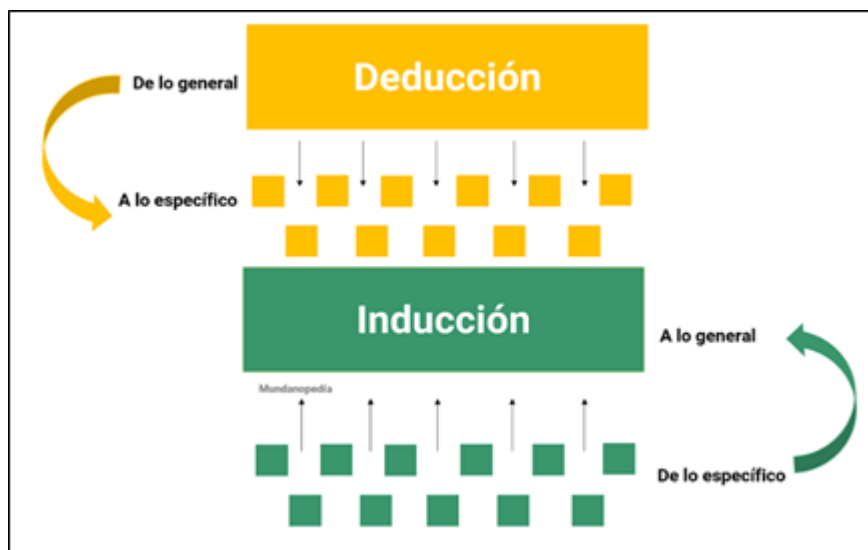 Deducción
De lo general
A lo específico
Inducción
A lo general
Mundanopedia
De lo específico